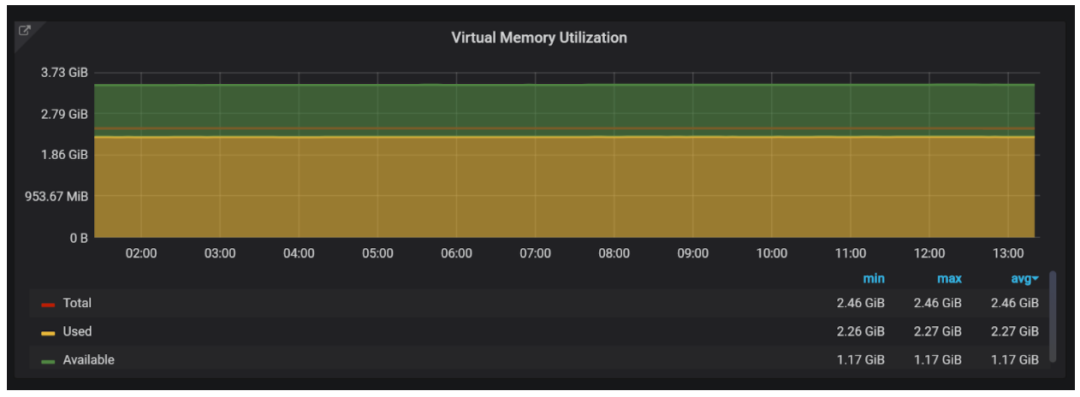 Virtual Memory Utilization
3.73 GiB
2.79 GiB
1.86 GiB
953.67 MiB
0 B
02:00 03:00 04:00 05:00 06:00 07:00 08:00 09:00 10:00 11:00 12:00 13:00
min max avg
Total 2.46 GiB 2.46 GiB 2.46 GiB
Used 2.26 GiB 2.27 GiB 2.27 GiB
Available 1.17 GiB 1.17 GiB 1.17 GiB